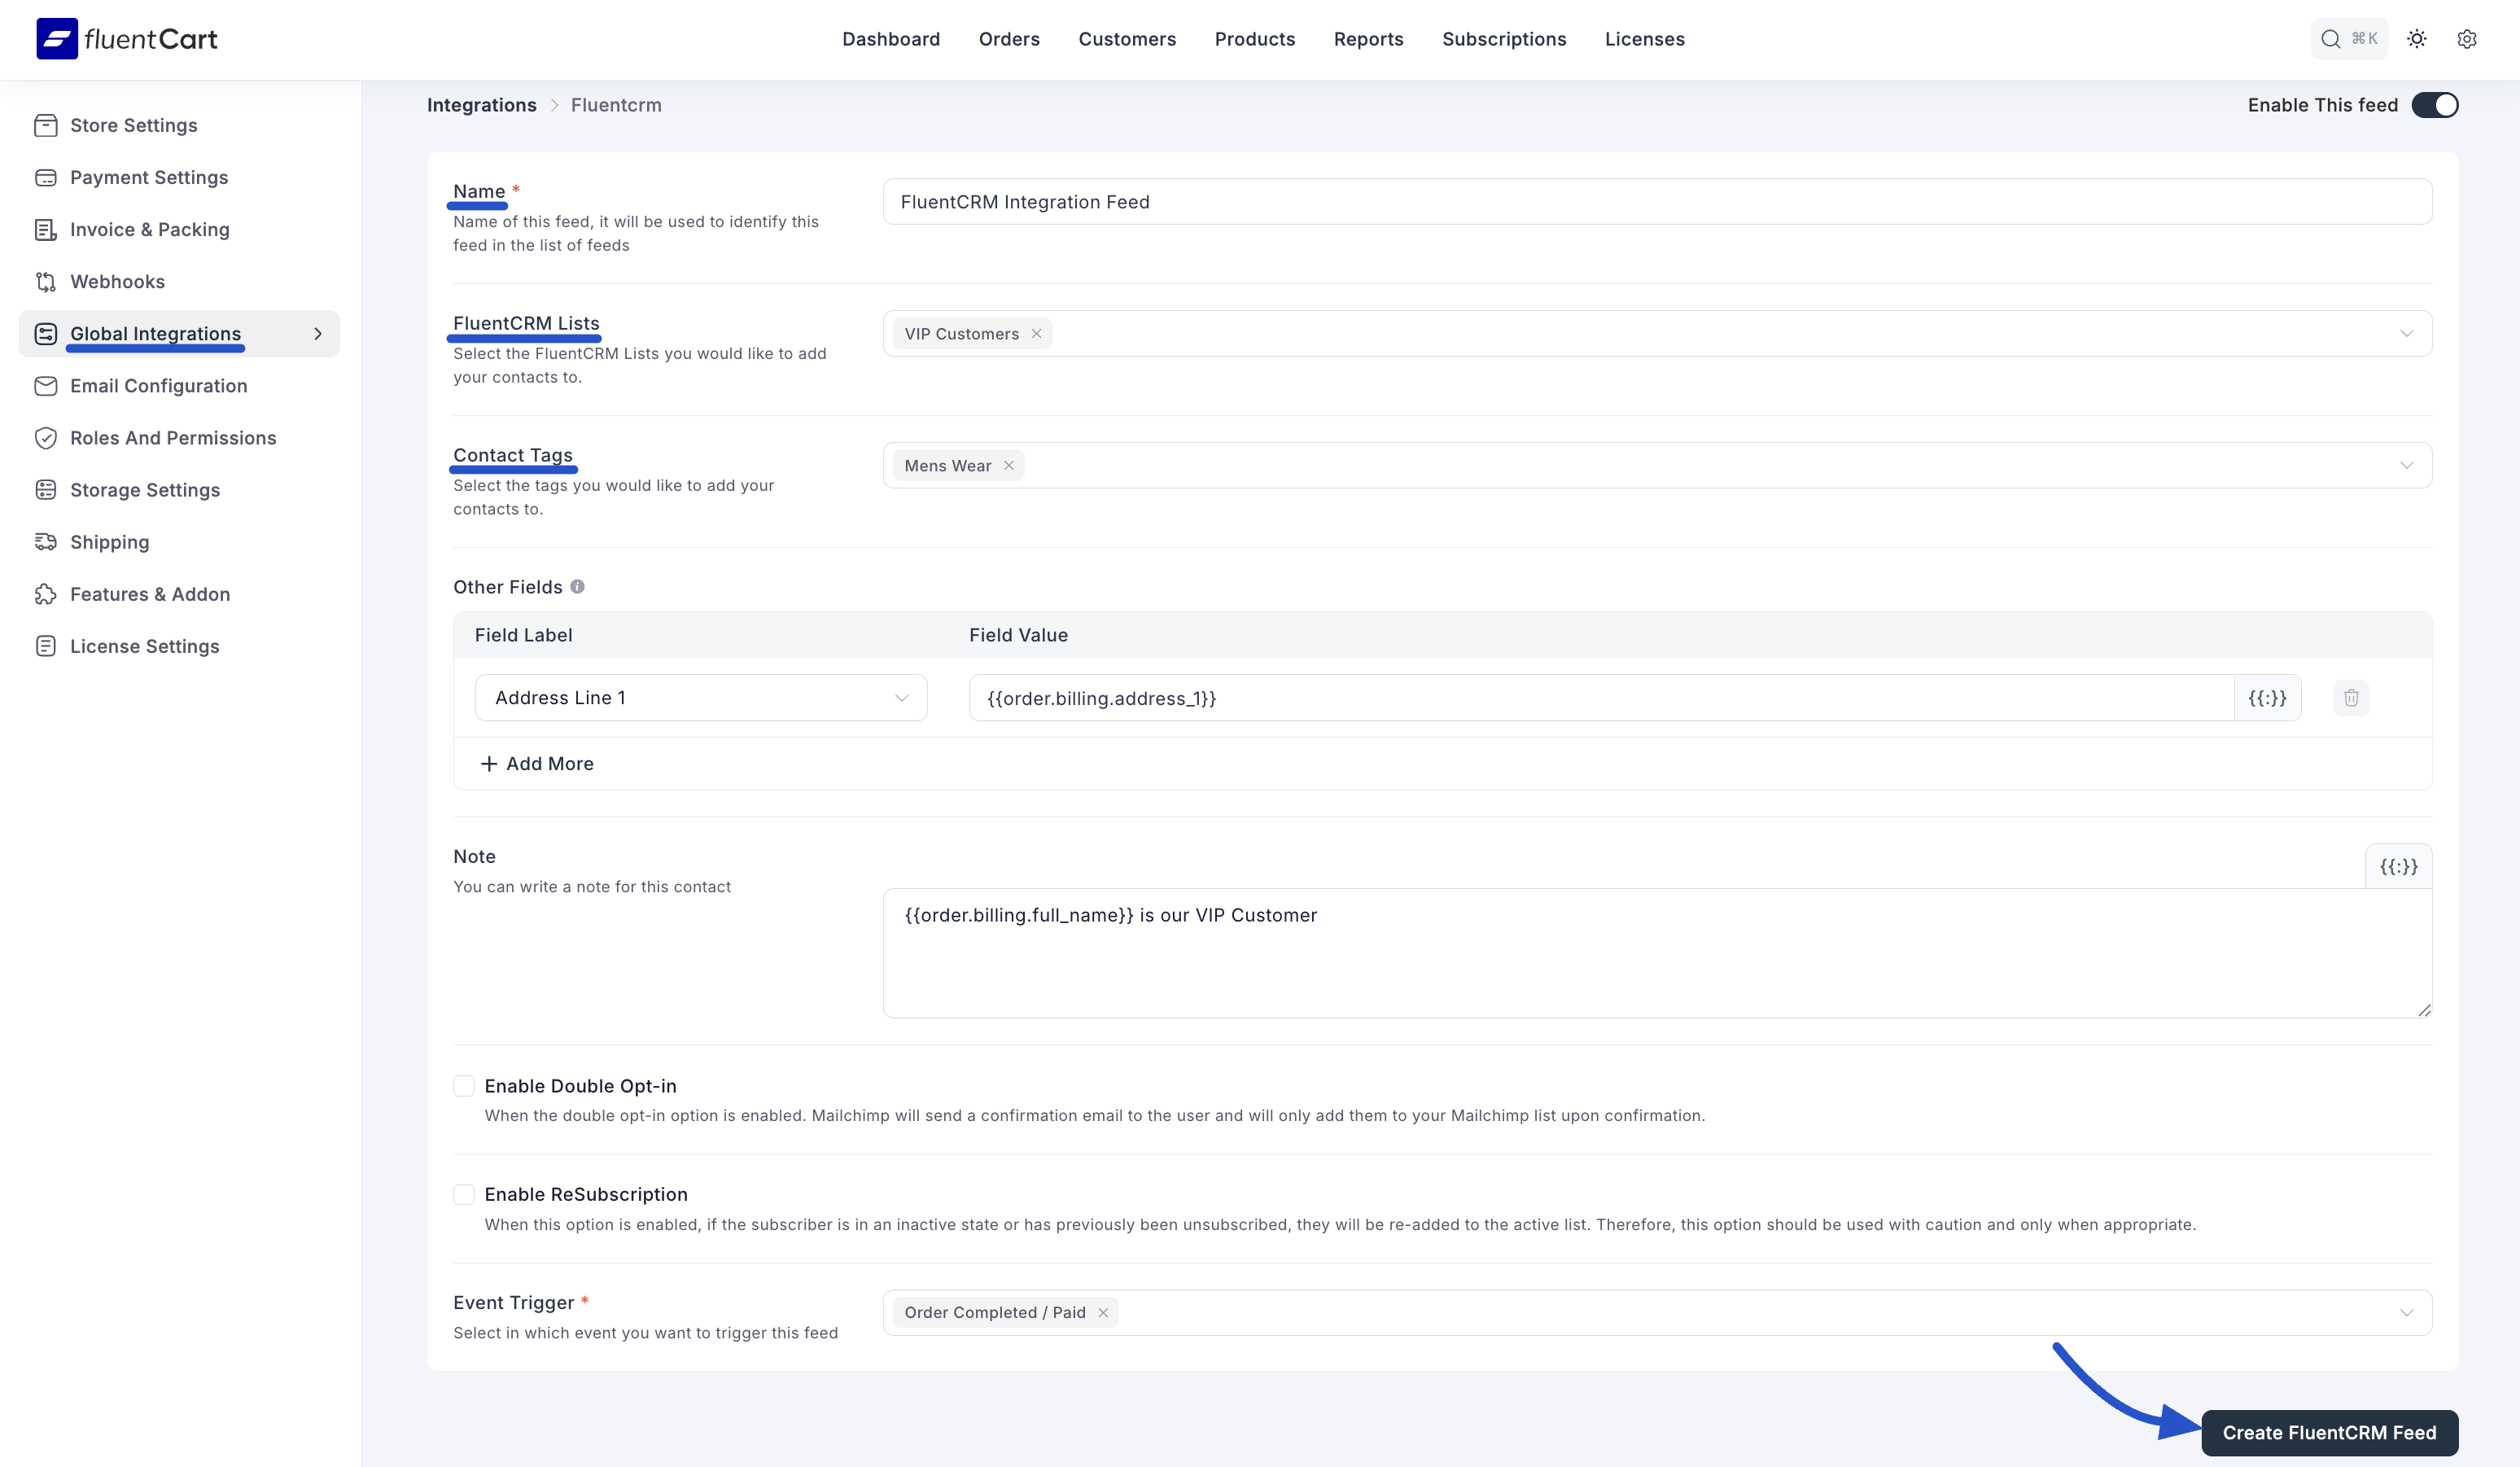 fluentCart
Dashboard Orders Customers Products Reports Subscriptions Licenses
⌘K
Store Settings
Payment Settings
Invoice & Packing
Webhooks
Global Integrations
Email Configuration
Roles And Permissions
Storage Settings
Shipping
Features & Addon
License Settings
Integrations > Fluentcrm
Enable This feed
Name *
Name of this feed, it will be used to identify this
feed in the list of feeds
FluentCRM Integration Feed
FluentCRM Lists
Select the FluentCRM Lists you would like to add
your contacts to.
VIP Customers ×
Contact Tags
Select the tags you would like to add your
contacts to.
Mens Wear ×
Other Fields
Field Label Field Value
Address Line 1 {{order.billing.address_1}} {{:}}
+ Add More
Note
You can write a note for this contact
{{:}}
{{order.billing.full_name}} is our VIP Customer
Enable Double Opt-in
When the double opt-in option is enabled. Mailchimp will send a confirmation email to the user and will only add them to your Mailchimp list upon confirmation.
Enable ReSubscription
When this option is enabled, if the subscriber is in an inactive state or has previously been unsubscribed, they will be re-added to the active list. Therefore, this option should be used with caution and only when appropriate.
Event Trigger *
Select in which event you want to trigger this feed
Order Completed / Paid ×
Create FluentCRM Feed